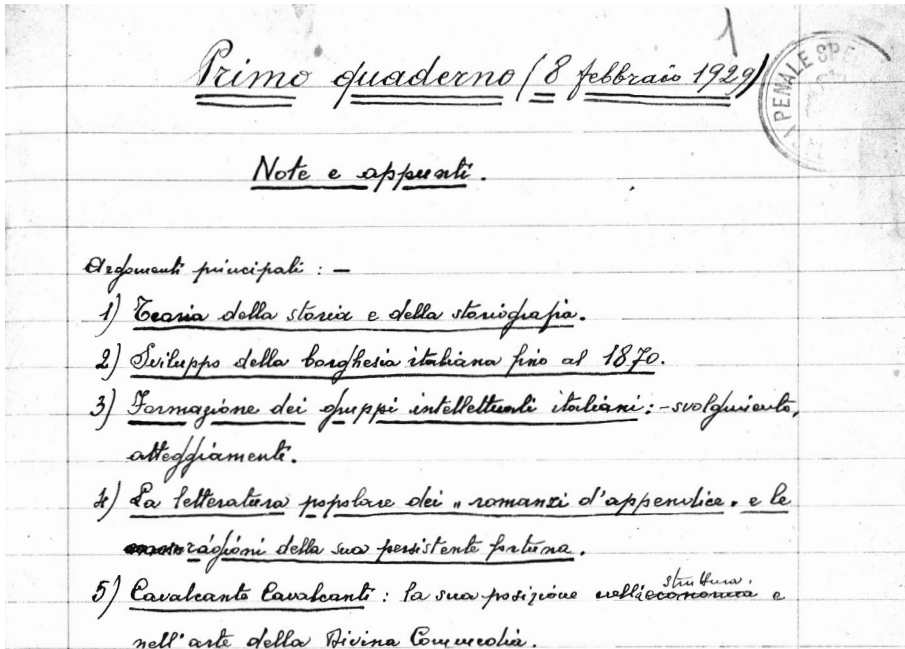 1
Primo quaderno (8 febbraio 1929)
PENALE SPE
Note e appunti.
Argomenti principali : —
1) Teoria della storia e della storiografia.
2) Sviluppo della borghesia italiana fino al 1870.
3) Formazione dei gruppi intellettuali italiani: - svolgimento,
atteggiamenti.
4) La letteratura popolare dei „romanzi d'appendice" e le
ragioni della sua persistente fortuna.
5) Cavalcante Cavalcanti : la sua posizione nella economia struttura e
nell'arte della Divina Commedia.